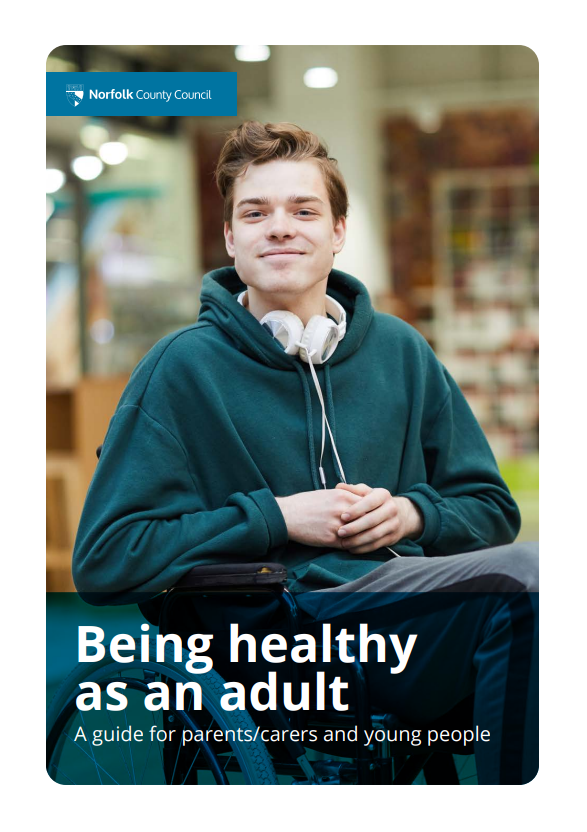 Norfolk County Council
Being healthy
as an adult
A guide for parents/carers and young people